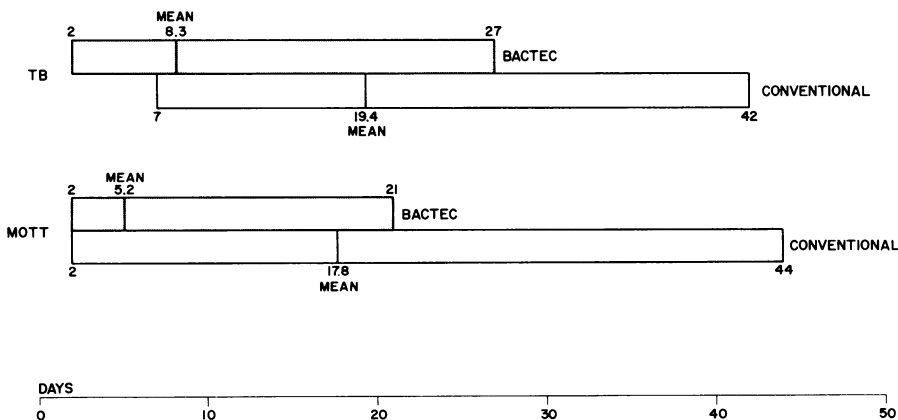 MEAN
2 8.3 27
BACTEC
TB
CONVENTIONAL
7 19.4 42
MEAN
MEAN
2 5.2 21
BACTEC
MOTT
CONVENTIONAL
2 17.8 44
MEAN
DAYS
0 10 20 30 40 50